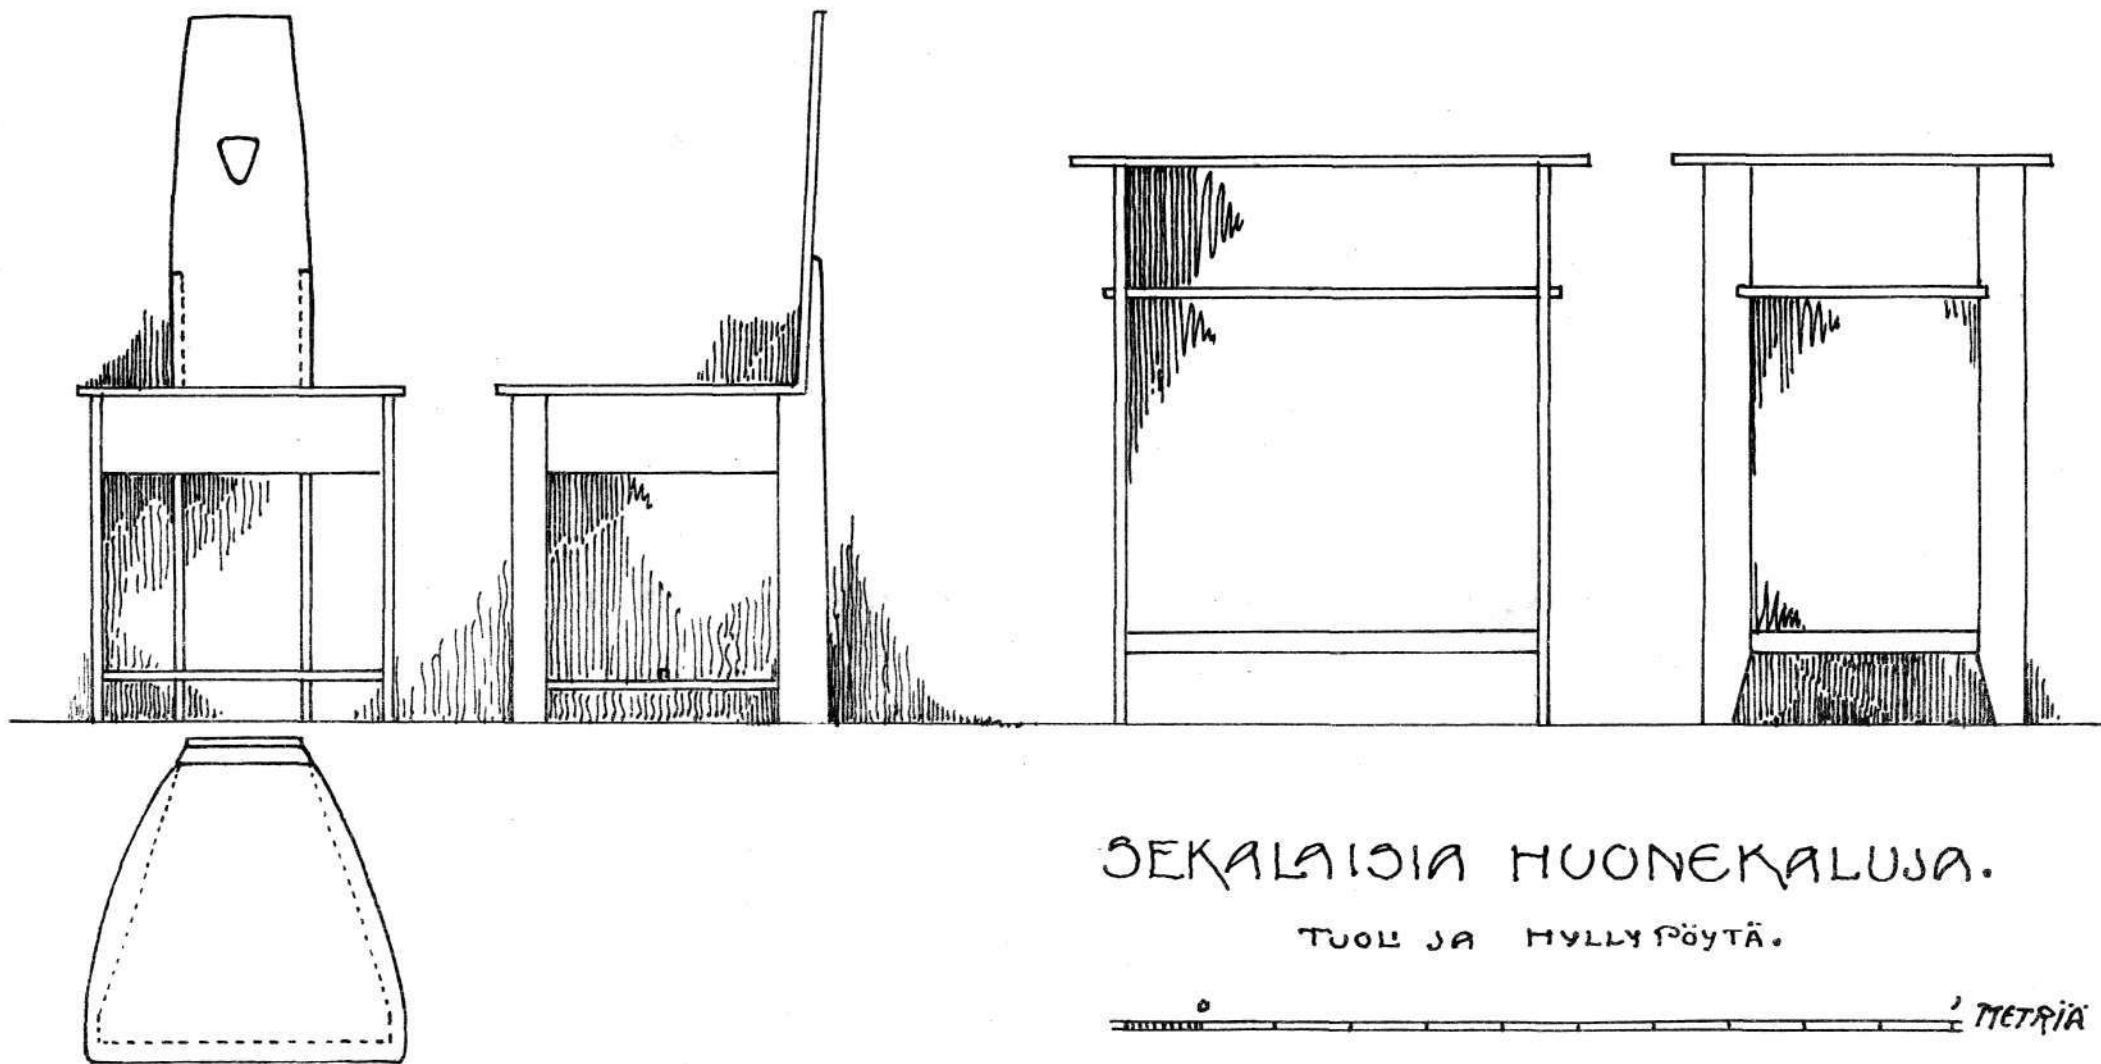 SEKALAISIA HUONEKALUJA.
TUOLI JA HYLLYPÖYTÄ.
0 1 METRIÄ